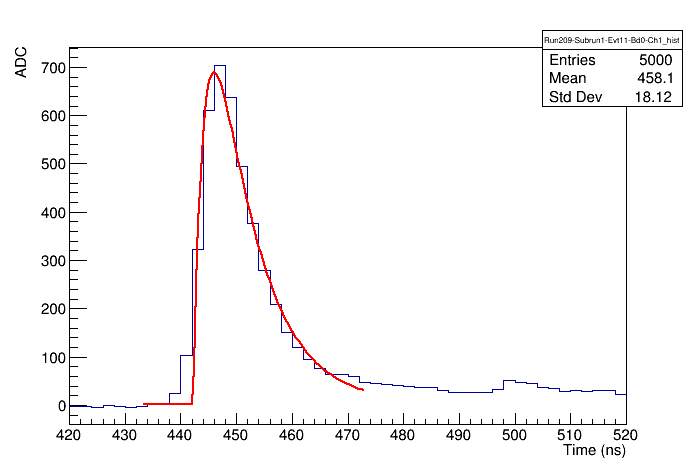 Run209-Subrun1-Evt11-Bd0-Ch1_hist
Entries 5000
Mean 458.1
Std Dev 18.12
ADC
700
600
500
400
300
200
100
0
420 430 440 450 460 470 480 490 500 510 520
Time (ns)